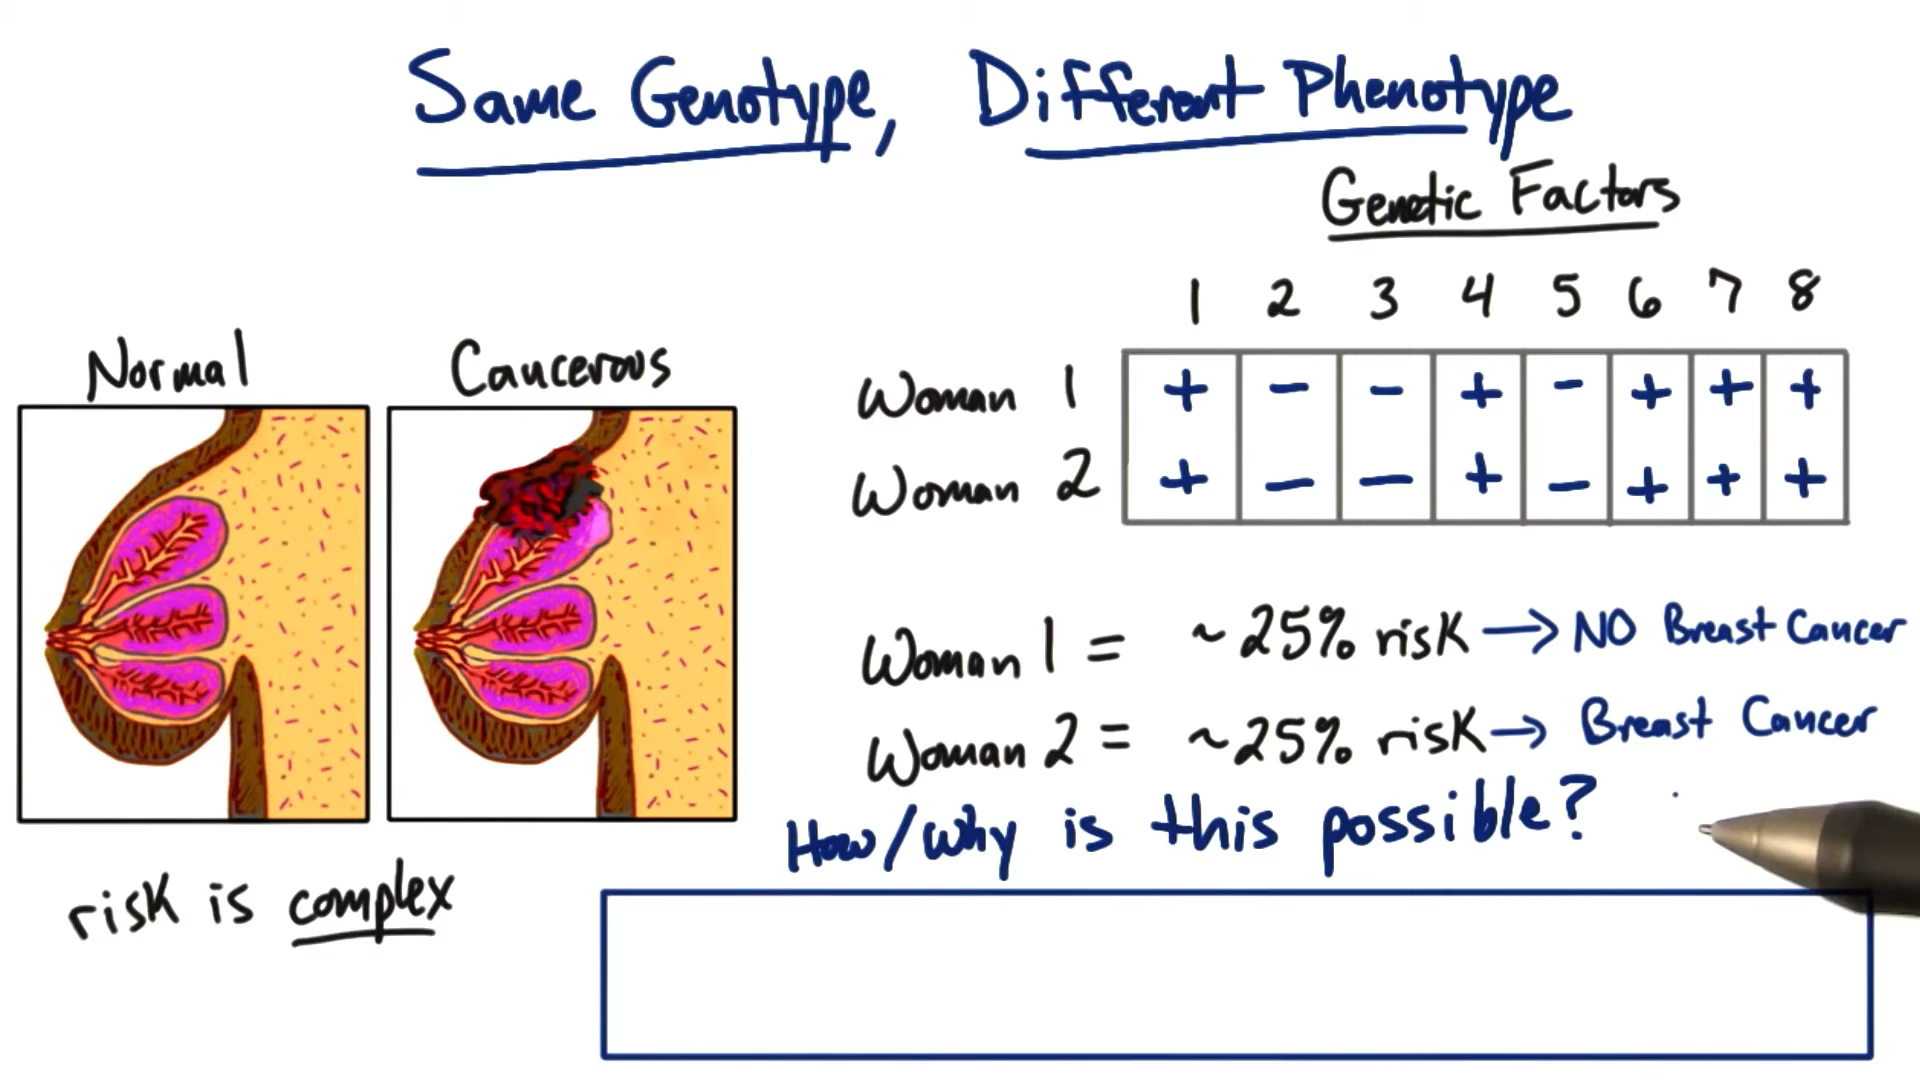 Same Genotype, Different Phenotype
Genetic Factors
1 2 3 4 5 6 7 8
Normal
Cancerous
Woman 1 + - - + - + + +
Woman 2 + - - + - + + +
Woman 1 = ~25% risk → NO Breast Cancer
Woman 2 = ~25% risk → Breast Cancer
How/why is this possible?
risk is complex